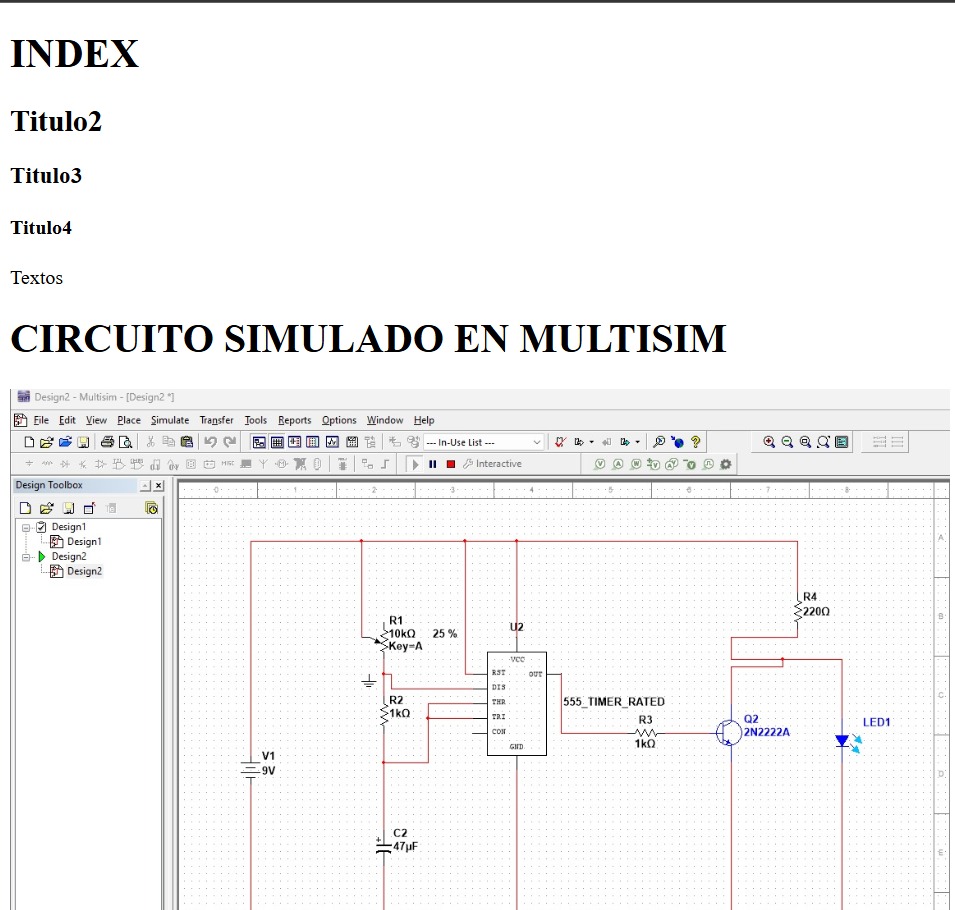 INDEX
Titulo2
Titulo3
Titulo4
Textos
CIRCUITO SIMULADO EN MULTISIM
Design2 - Multisim - [Design2 *]
File Edit View Place Simulate Transfer Tools Reports Options Window Help
--- In-Use List ---
Interactive
Design Toolbox
Design1
Design1
Design2
Design2
0 1 2 3 4 5 6 7 8
A
B
C
D
E
R4
220Ω
R1
10kΩ
25 %
Key=A
U2
VCC
RST
OUT
DIS
THR
TRI
CON
GND
555_TIMER_RATED
R2
1kΩ
R3
1kΩ
Q2
2N2222A
LED1
V1
9V
C2
47µF